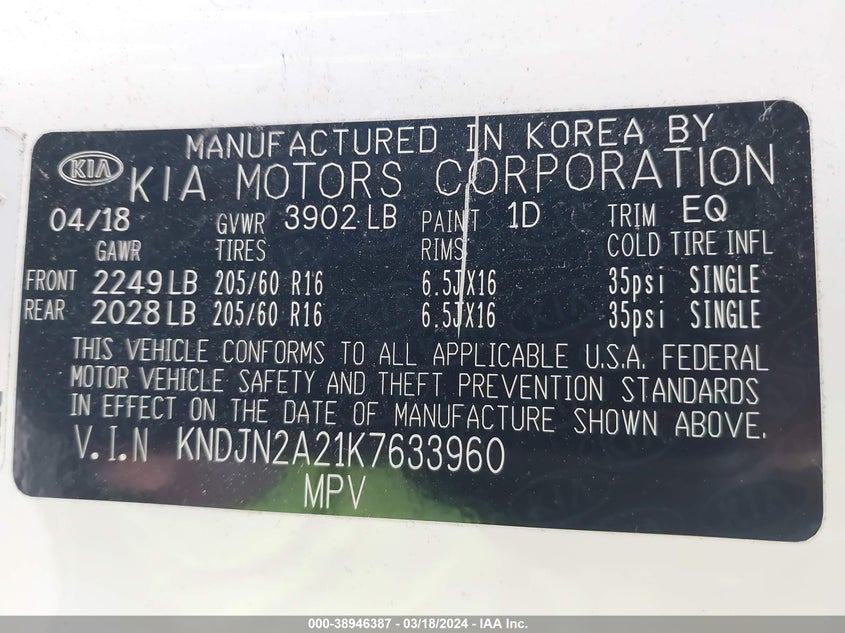 MANUFACTURED IN KOREA BY
KIA KIA MOTORS CORPORATION
04/18 GVWR 3902 LB PAINT 1D TRIM EQ
GAWR TIRES RIMS COLD TIRE INFL
FRONT 2249 LB 205/60 R16 6.5JX16 35psi SINGLE
REAR 2028 LB 205/60 R16 6.5JX16 35psi SINGLE
THIS VEHICLE CONFORMS TO ALL APPLICABLE U.S.A. FEDERAL
MOTOR VEHICLE SAFETY AND THEFT PREVENTION STANDARDS
IN EFFECT ON THE DATE OF MANUFACTURE SHOWN ABOVE.
V.I.N KNDJN2A21K7633960
MPV
000-38946387 - 03/18/2024 - IAA Inc.